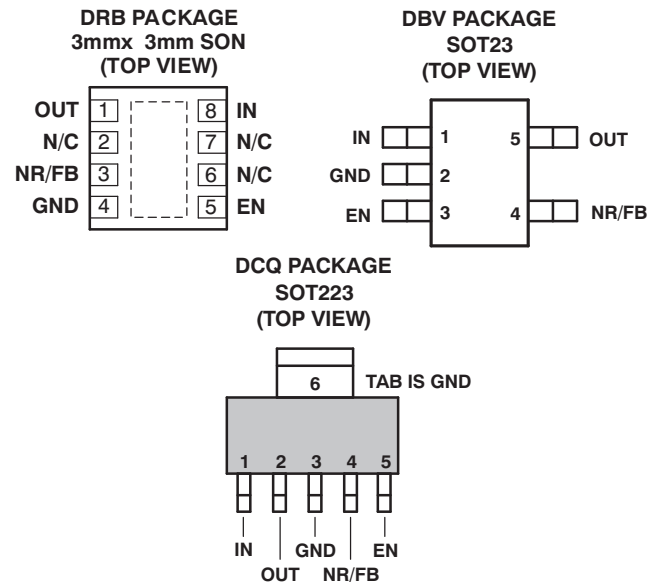 DRB PACKAGE
3mmx 3mm SON
(TOP VIEW)
OUT 1 8 IN
N/C 2 7 N/C
NR/FB 3 6 N/C
GND 4 5 EN
DBV PACKAGE
SOT23
(TOP VIEW)
IN 1 5 OUT
GND 2
EN 3 4 NR/FB
DCQ PACKAGE
SOT223
(TOP VIEW)
6 TAB IS GND
1 2 3 4 5
IN GND EN
OUT NR/FB